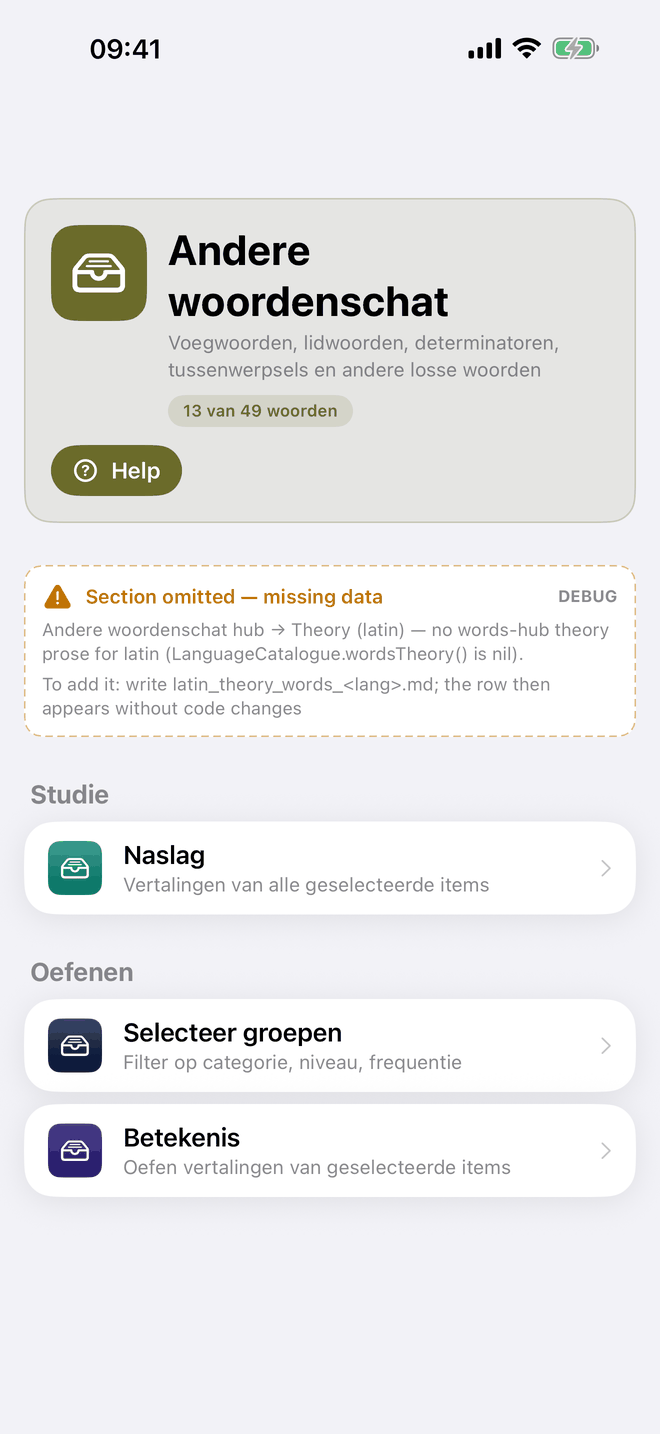 09:41
Andere
woordenschat
Voegwoorden, lidwoorden, determinatoren,
tussenwerpsels en andere losse woorden
13 van 49 woorden
Help
Section omitted — missing data
DEBUG
Andere woordenschat hub → Theory (latin) — no words-hub theory
prose for latin (LanguageCatalogue.wordsTheory() is nil).
To add it: write latin_theory_words_<lang>.md; the row then
appears without code changes
Studie
Naslag
Vertalingen van alle geselecteerde items
Oefenen
Selecteer groepen
Filter op categorie, niveau, frequentie
Betekenis
Oefen vertalingen van geselecteerde items